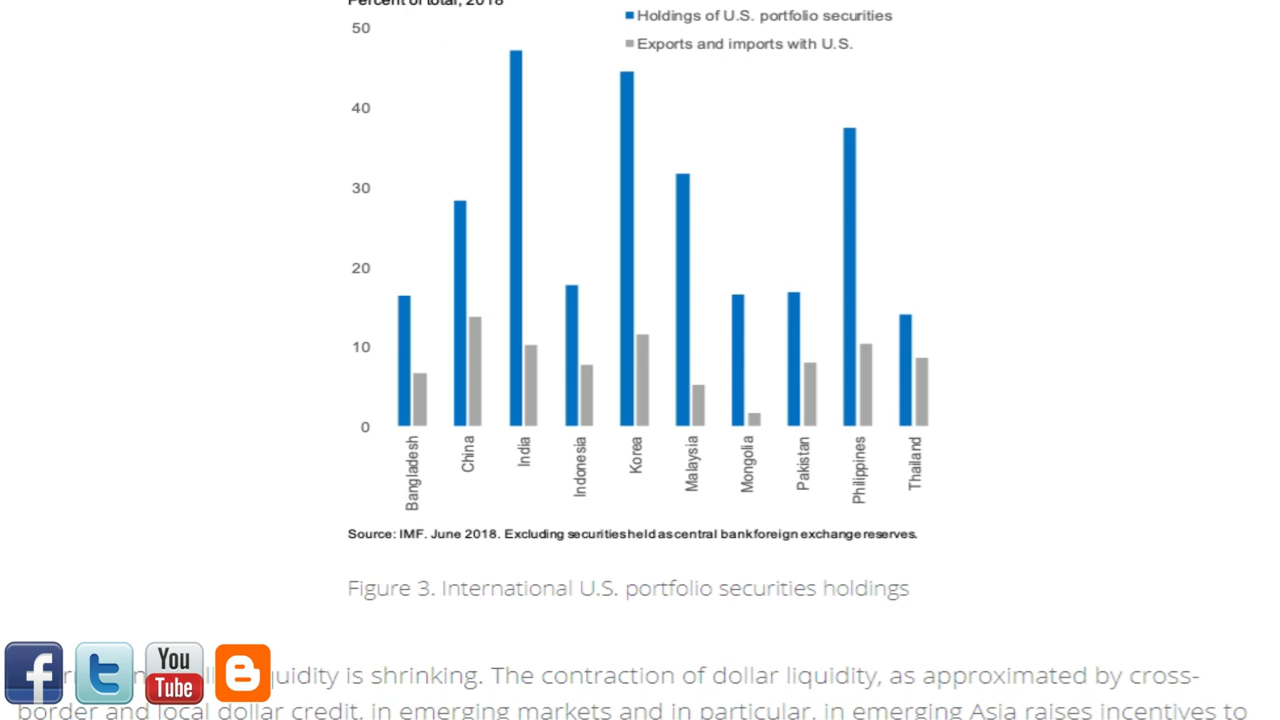 Percent of total, 2018
Holdings of U.S. portfolio securities
Exports and imports with U.S.
50
40
30
20
10
0
Bangladesh
China
India
Indonesia
Korea
Malaysia
Mongolia
Pakistan
Philippines
Thailand
Source: IMF. June 2018. Excluding securities held as central bank foreign exchange reserves.
Figure 3. International U.S. portfolio securities holdings
f t You Tube B
is shrinking. The contraction of dollar liquidity, as approximated by cross-
border and local dollar credit, in emerging markets and in particular, in emerging Asia raises incentives to